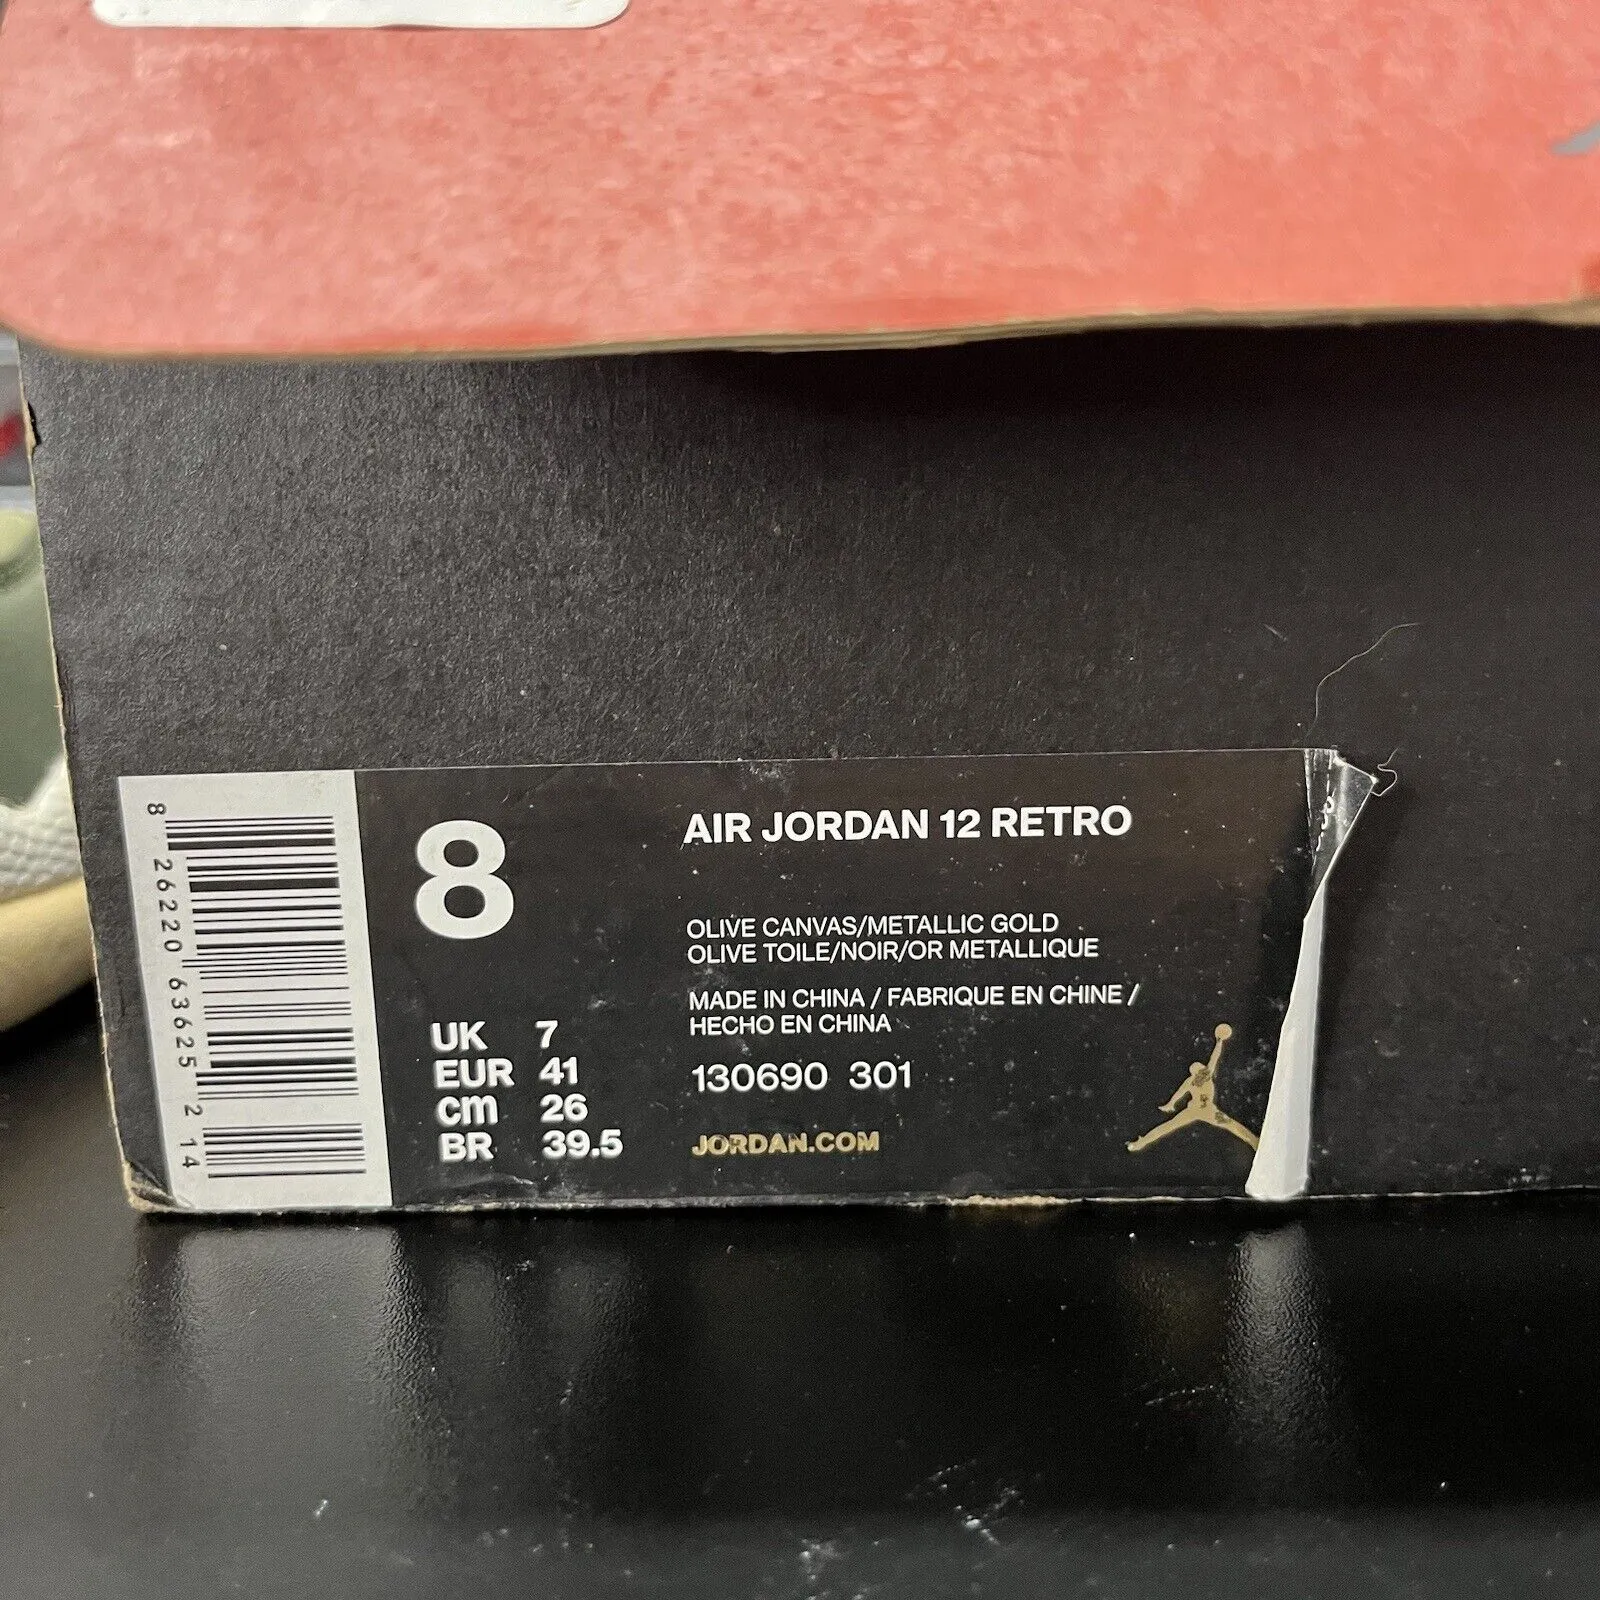 8 26220 63625 2 14
8
AIR JORDAN 12 RETRO
OLIVE CANVAS/METALLIC GOLD
OLIVE TOILE/NOIR/OR METALLIQUE
MADE IN CHINA / FABRIQUE EN CHINE /
HECHO EN CHINA
UK 7
EUR 41
cm 26
BR 39.5
130690 301
JORDAN.COM